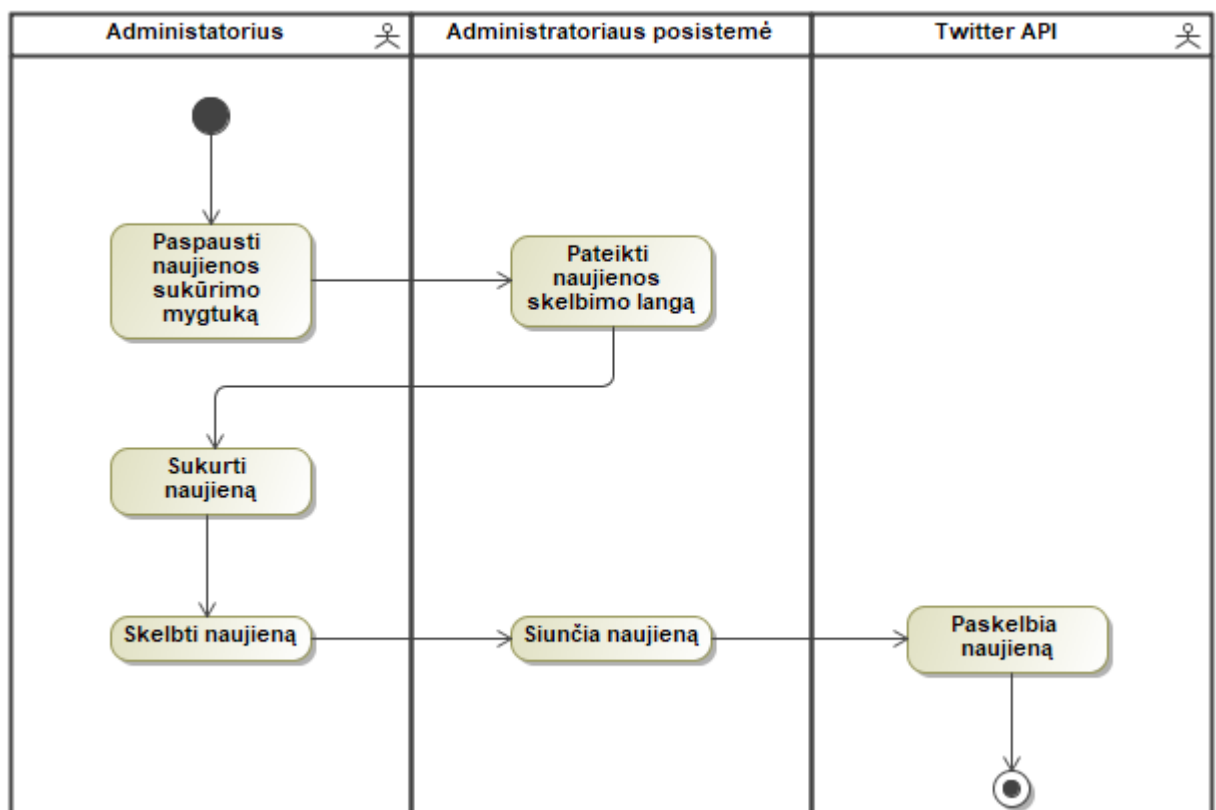 Administatorius
Administratoriaus posistemė
Twitter API
Paspausti
naujienos
sukūrimo
mygtuką
Pateikti
naujienos
skelbimo langą
Sukurti
naujieną
Skelbti naujieną
Siunčia naujieną
Paskelbia
naujieną